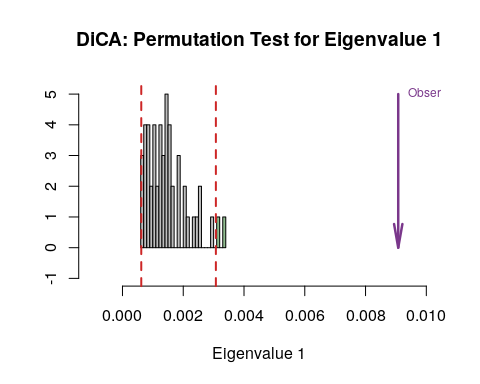 DiCA: Permutation Test for Eigenvalue 1
Obser
5
4
3
2
1
0
-1
0.000 0.002 0.004 0.006 0.008 0.010
Eigenvalue 1